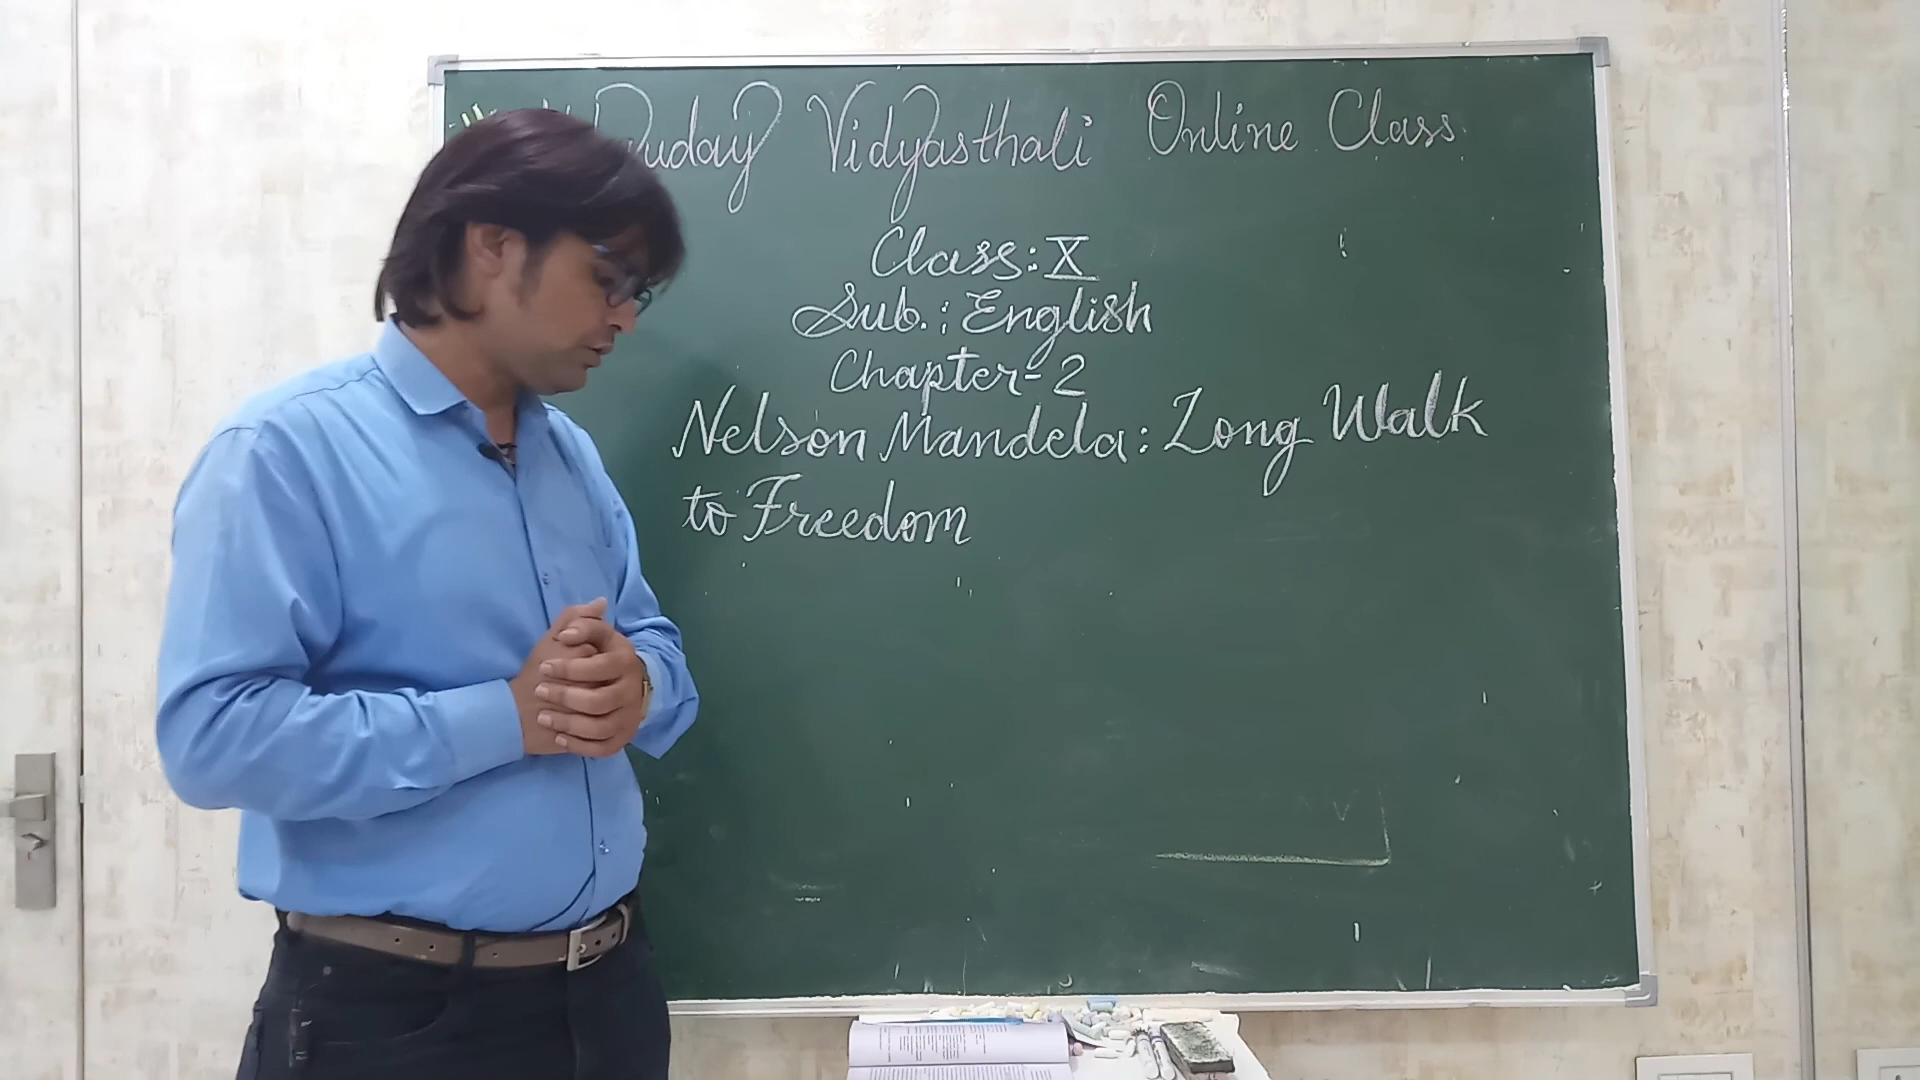 Vidyasthali Online Class
Class: X
Sub.: English
Chapter-2
Nelson Mandela: Long Walk
to Freedom